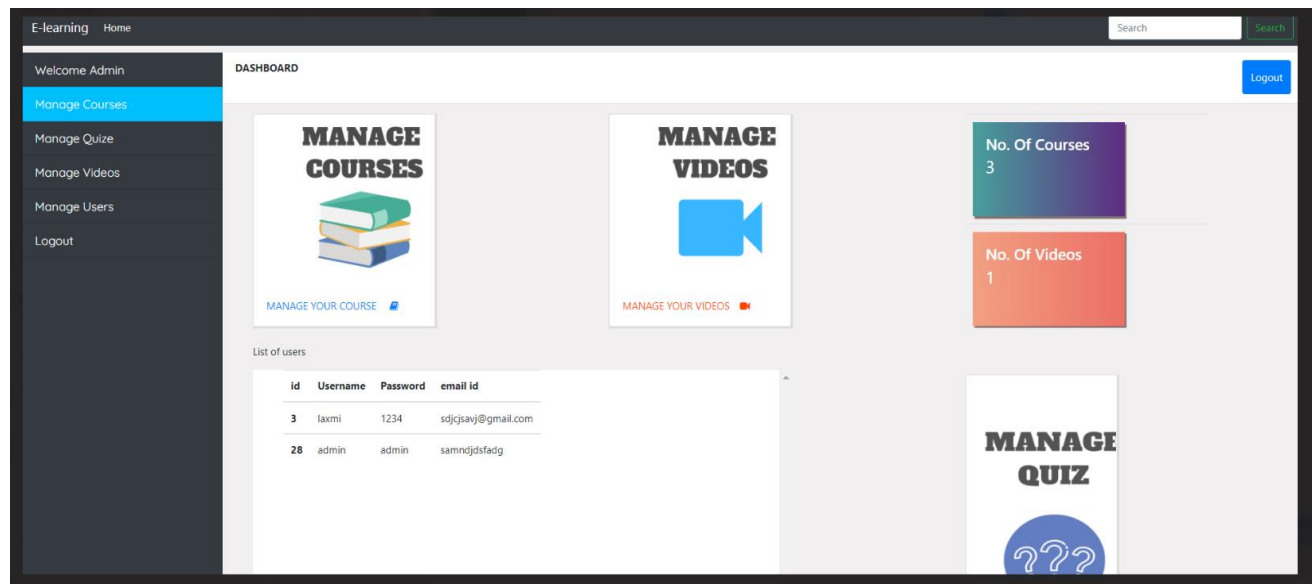 E-learning Home Search Search
Welcome Admin
Manage Courses
Manage Quize
Manage Videos
Manage Users
Logout
DASHBOARD
Logout
MANAGE
COURSES
MANAGE YOUR COURSE
MANAGE
VIDEOS
MANAGE YOUR VIDEOS
No. Of Courses
3
No. Of Videos
1
List of users
id Username Password email id
3 laxmi 1234 sdjcjsavj@gmail.com
28 admin admin samndjdsfadg
MANAGE
QUIZ
???